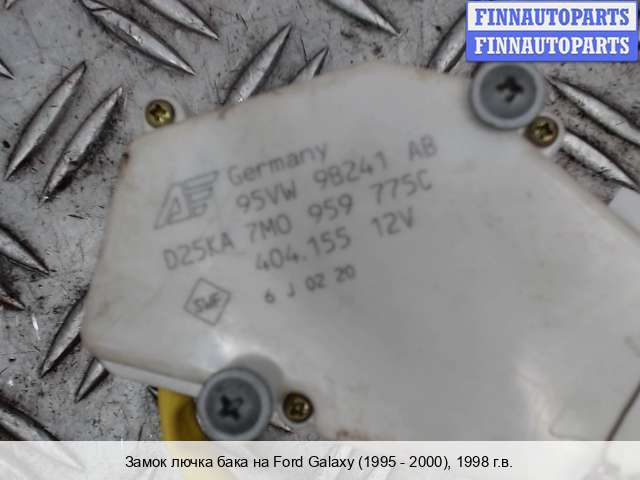 FINNAUTOPARTS
FINNAUTOPARTS
Germany
95VW 9B241 AB
D25KA 7M0 959 775C
404.155 12V
SWF
6 J 02 20
Замок лючка бака на Ford Galaxy (1995 - 2000), 1998 г.в.